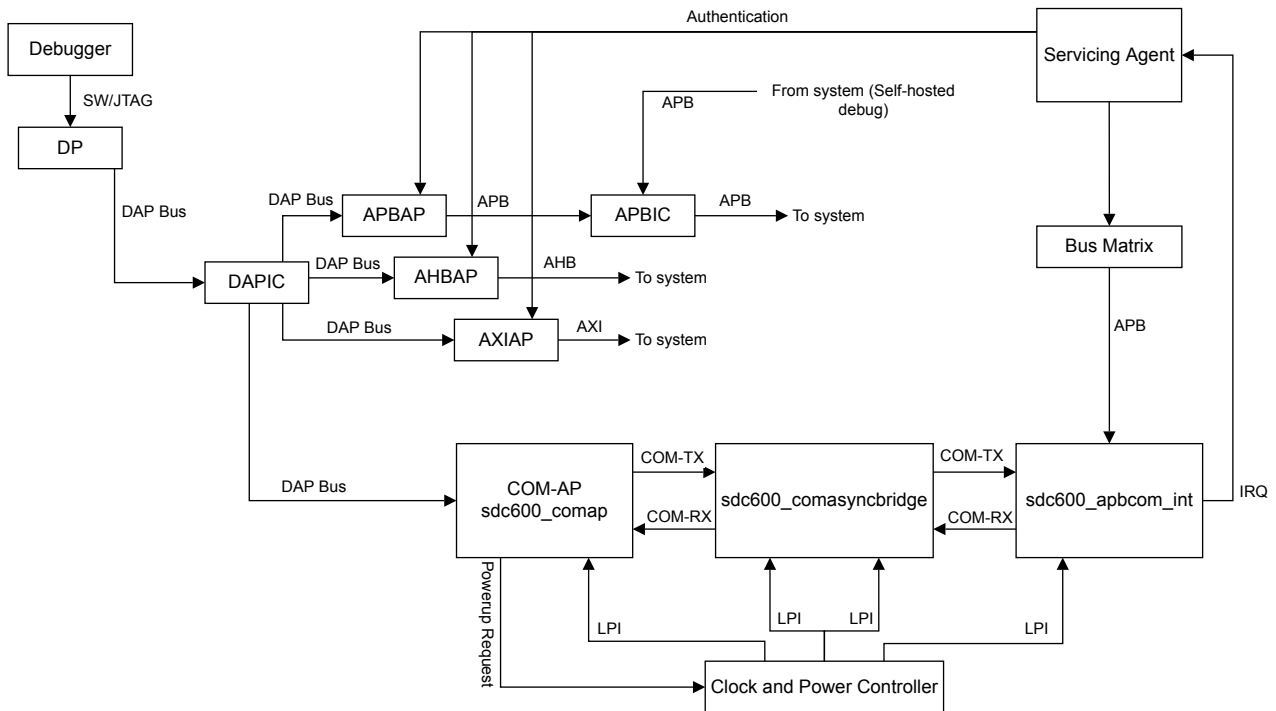 Authentication
Debugger
Servicing Agent
SW/JTAG
APB
From system (Self-hosted
debug)
DP
DAP Bus
DAP Bus
APBAP
APB
APBIC
APB
To system
Bus Matrix
DAPIC
DAP Bus
AHBAP
AHB
To system
DAP Bus
AXIAP
AXI
To system
APB
DAP Bus
COM-AP
sdc600_comap
COM-TX
COM-RX
sdc600_comasyncbridge
COM-TX
COM-RX
sdc600_apbcom_int
IRQ
Powerup Request
LPI
LPI
LPI
LPI
Clock and Power Controller